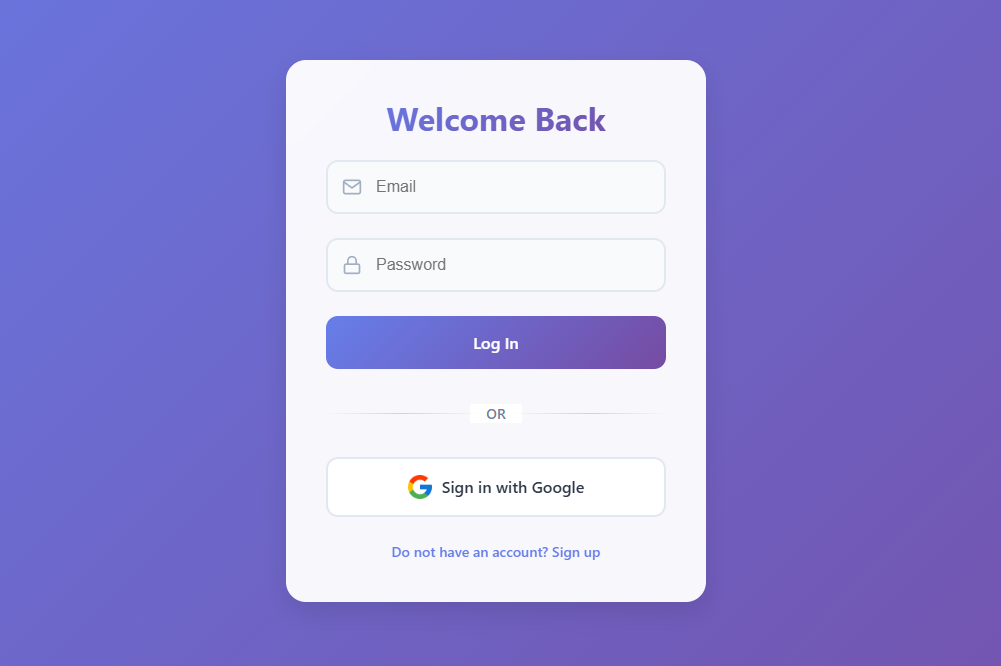 Welcome Back
Email
Password
Log In
OR
Sign in with Google
Do not have an account? Sign up